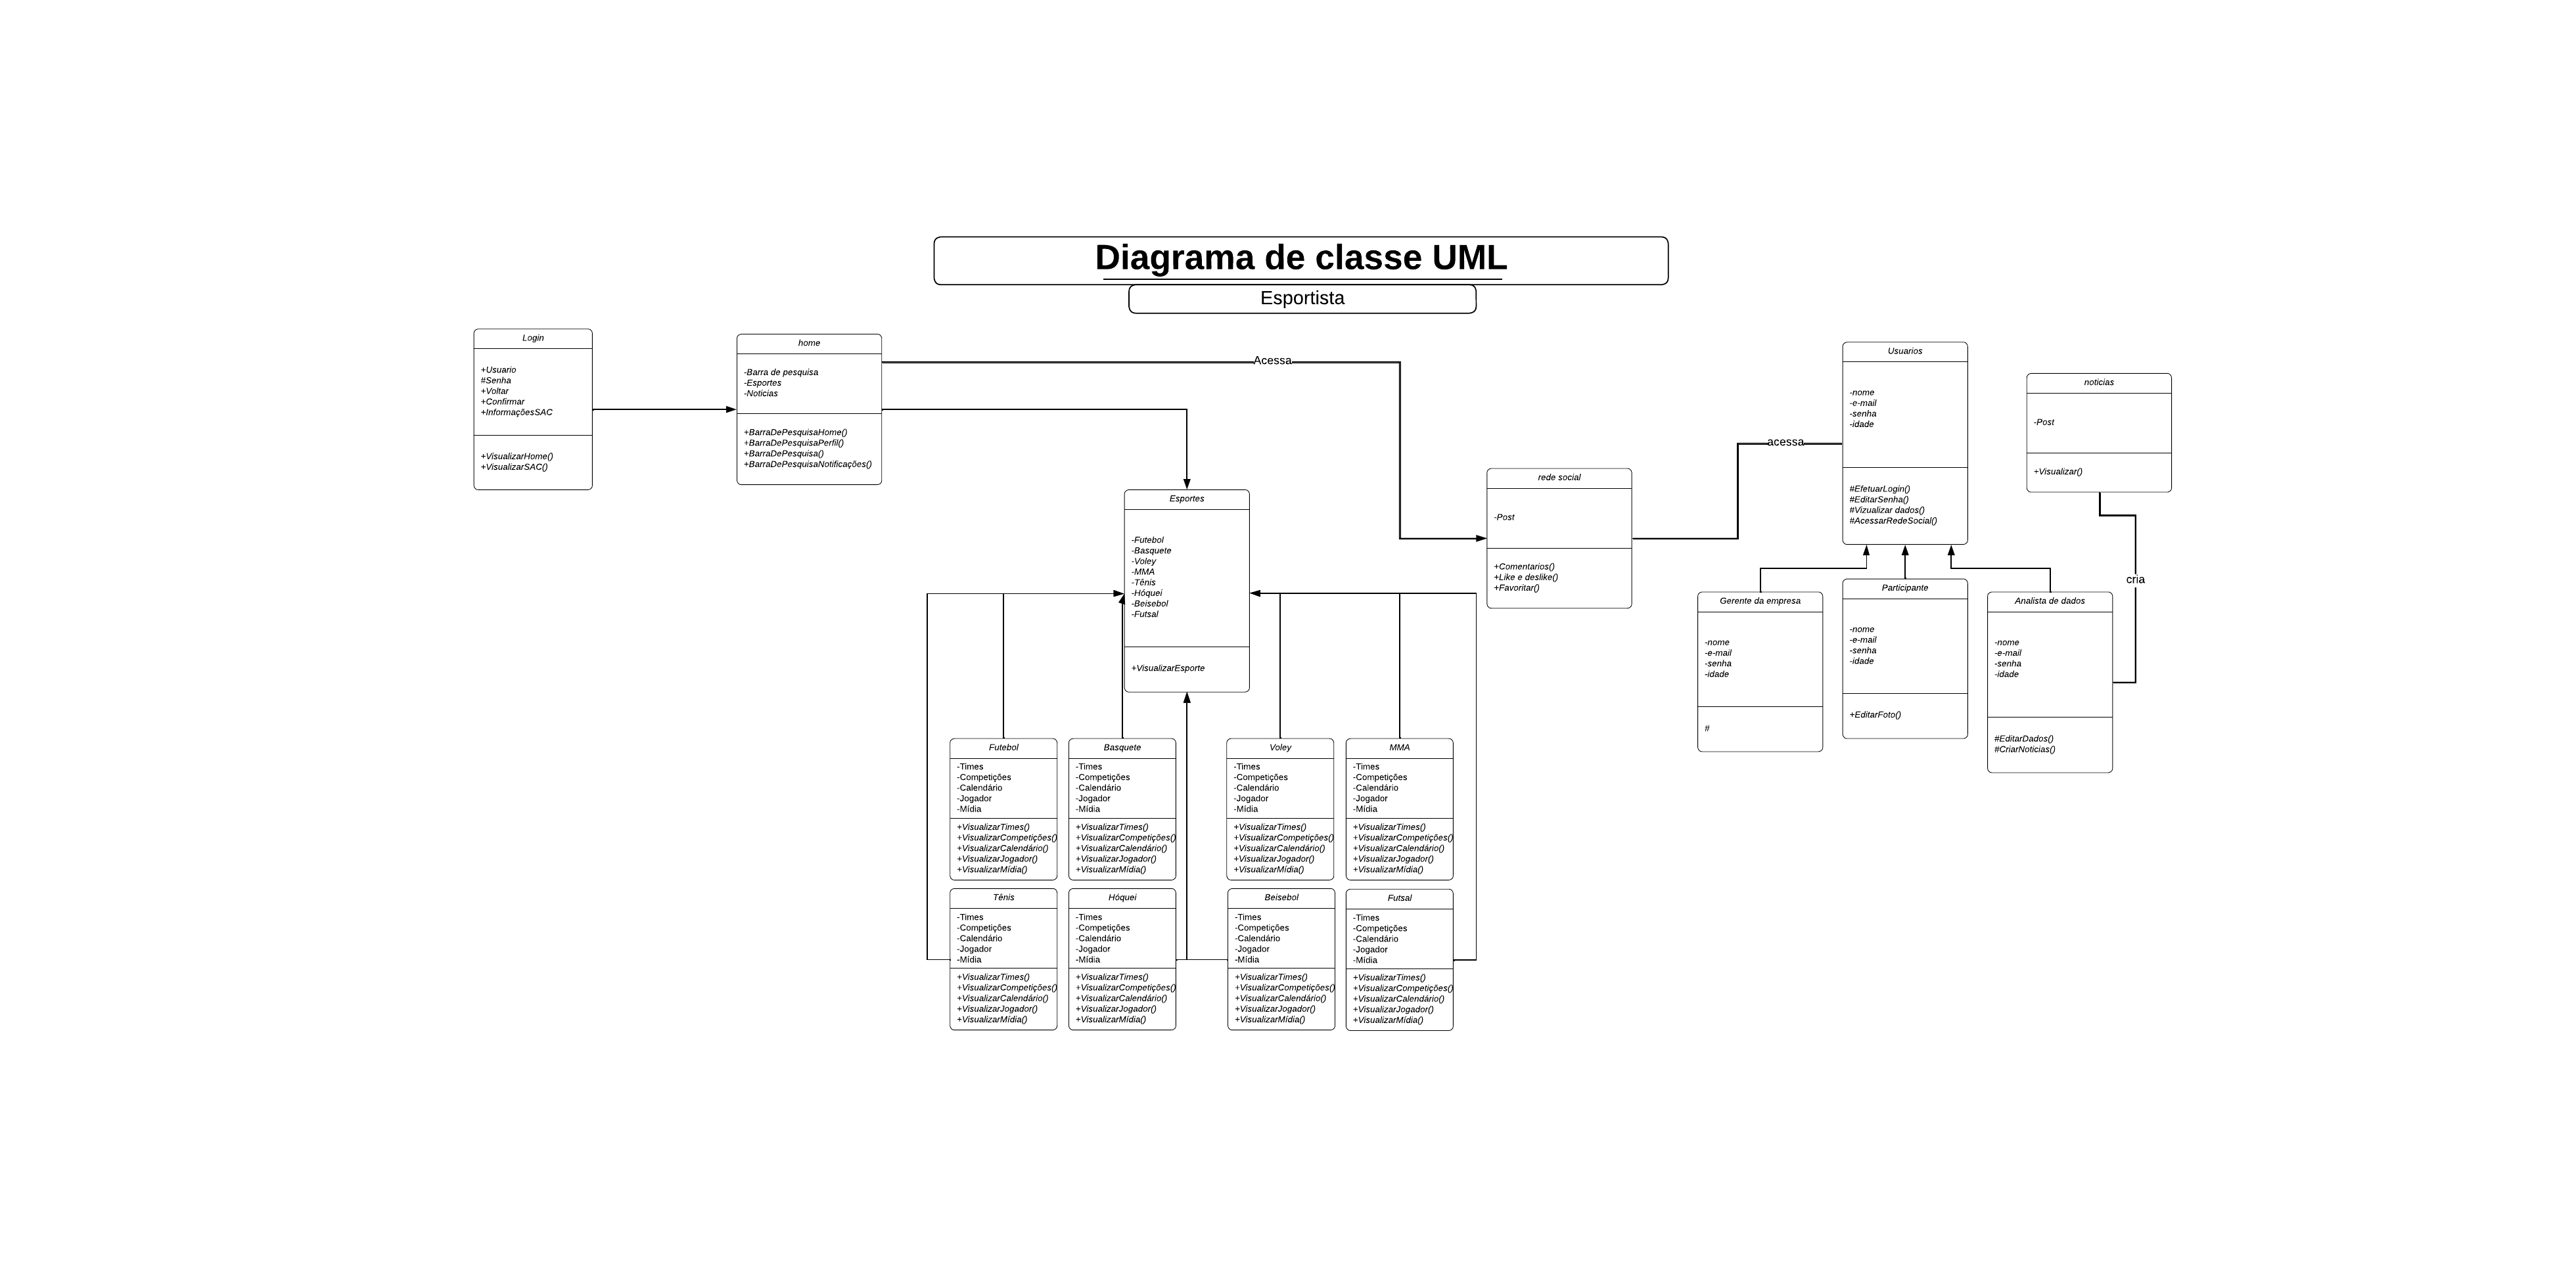 Diagrama de classe UML
Esportista
Login
+Usuario
#Senha
+Voltar
+Confirmar
+InformaçõesSAC
+VisualizarHome()
+VisualizarSAC()
home
-Barra de pesquisa
-Esportes
-Noticias
+BarraDePesquisaHome()
+BarraDePesquisaPerfil()
+BarraDePesquisa()
+BarraDePesquisaNotificações()
Acessa
Esportes
-Futebol
-Basquete
-Voley
-MMA
-Tênis
-Hóquei
-Beisebol
-Futsal
+VisualizarEsporte
rede social
-Post
+Comentarios()
+Like e deslike()
+Favoritar()
acessa
Usuarios
-nome
-e-mail
-senha
-idade
#EfetuarLogin()
#EditarSenha()
#Vizualizar dados()
#AcessarRedeSocial()
noticias
-Post
+Visualizar()
cria
Gerente da empresa
-nome
-e-mail
-senha
-idade
#
Participante
-nome
-e-mail
-senha
-idade
+EditarFoto()
Analista de dados
-nome
-e-mail
-senha
-idade
#EditarDados()
#CriarNoticias()
Futebol
-Times
-Competições
-Calendário
-Jogador
-Mídia
+VisualizarTimes()
+VisualizarCompetições()
+VisualizarCalendário()
+VisualizarJogador()
+VisualizarMídia()
Basquete
-Times
-Competições
-Calendário
-Jogador
-Mídia
+VisualizarTimes()
+VisualizarCompetições()
+VisualizarCalendário()
+VisualizarJogador()
+VisualizarMídia()
Voley
-Times
-Competições
-Calendário
-Jogador
-Mídia
+VisualizarTimes()
+VisualizarCompetições()
+VisualizarCalendário()
+VisualizarJogador()
+VisualizarMídia()
MMA
-Times
-Competições
-Calendário
-Jogador
-Mídia
+VisualizarTimes()
+VisualizarCompetições()
+VisualizarCalendário()
+VisualizarJogador()
+VisualizarMídia()
Tênis
-Times
-Competições
-Calendário
-Jogador
-Mídia
+VisualizarTimes()
+VisualizarCompetições()
+VisualizarCalendário()
+VisualizarJogador()
+VisualizarMídia()
Hóquei
-Times
-Competições
-Calendário
-Jogador
-Mídia
+VisualizarTimes()
+VisualizarCompetições()
+VisualizarCalendário()
+VisualizarJogador()
+VisualizarMídia()
Beisebol
-Times
-Competições
-Calendário
-Jogador
-Mídia
+VisualizarTimes()
+VisualizarCompetições()
+VisualizarCalendário()
+VisualizarJogador()
+VisualizarMídia()
Futsal
-Times
-Competições
-Calendário
-Jogador
-Mídia
+VisualizarTimes()
+VisualizarCompetições()
+VisualizarCalendário()
+VisualizarJogador()
+VisualizarMídia()